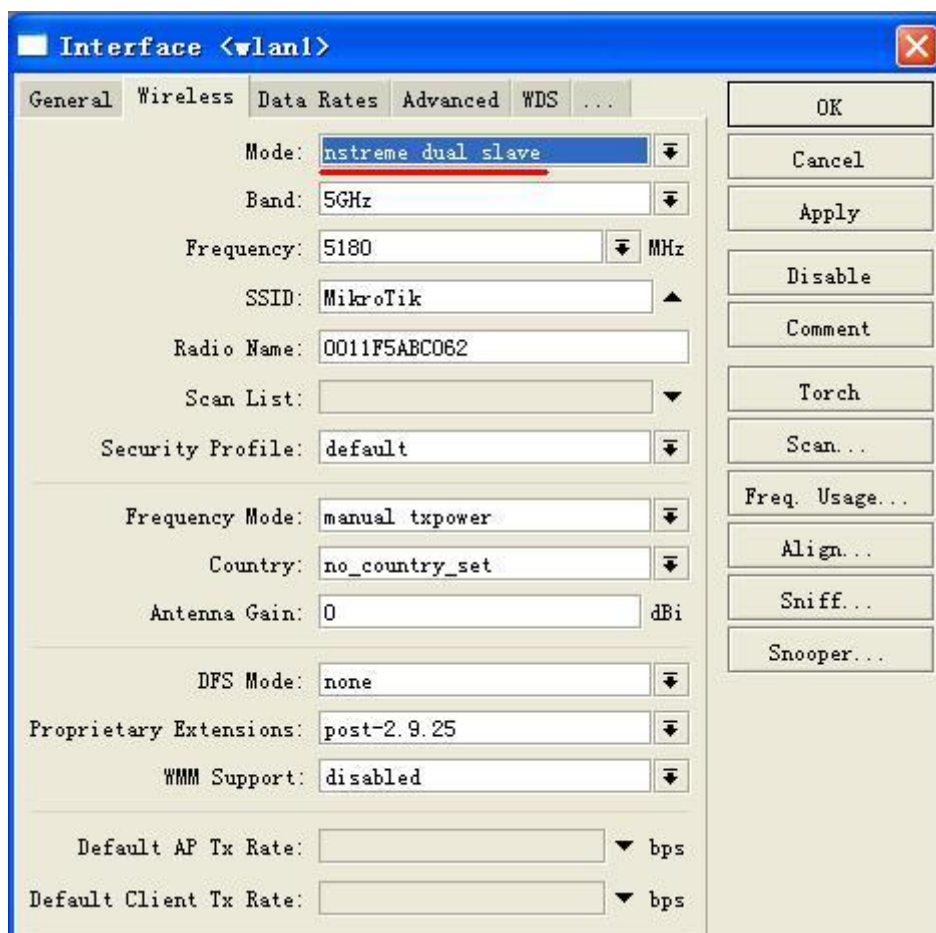 Interface <wlan1>
General Wireless Data Rates Advanced WDS ...
OK
Mode: nstreme dual slave
Cancel
Band: 5GHz
Apply
Frequency: 5180 MHz
Disable
SSID: MikroTik
Comment
Radio Name: 0011F5ABC062
Scan List:
Torch
Security Profile: default
Scan...
Freq. Usage...
Frequency Mode: manual txpower
Align...
Country: no_country_set
Sniff...
Antenna Gain: 0 dBi
Snooper...
DFS Mode: none
Proprietary Extensions: post-2.9.25
WMM Support: disabled
Default AP Tx Rate: bps
Default Client Tx Rate: bps